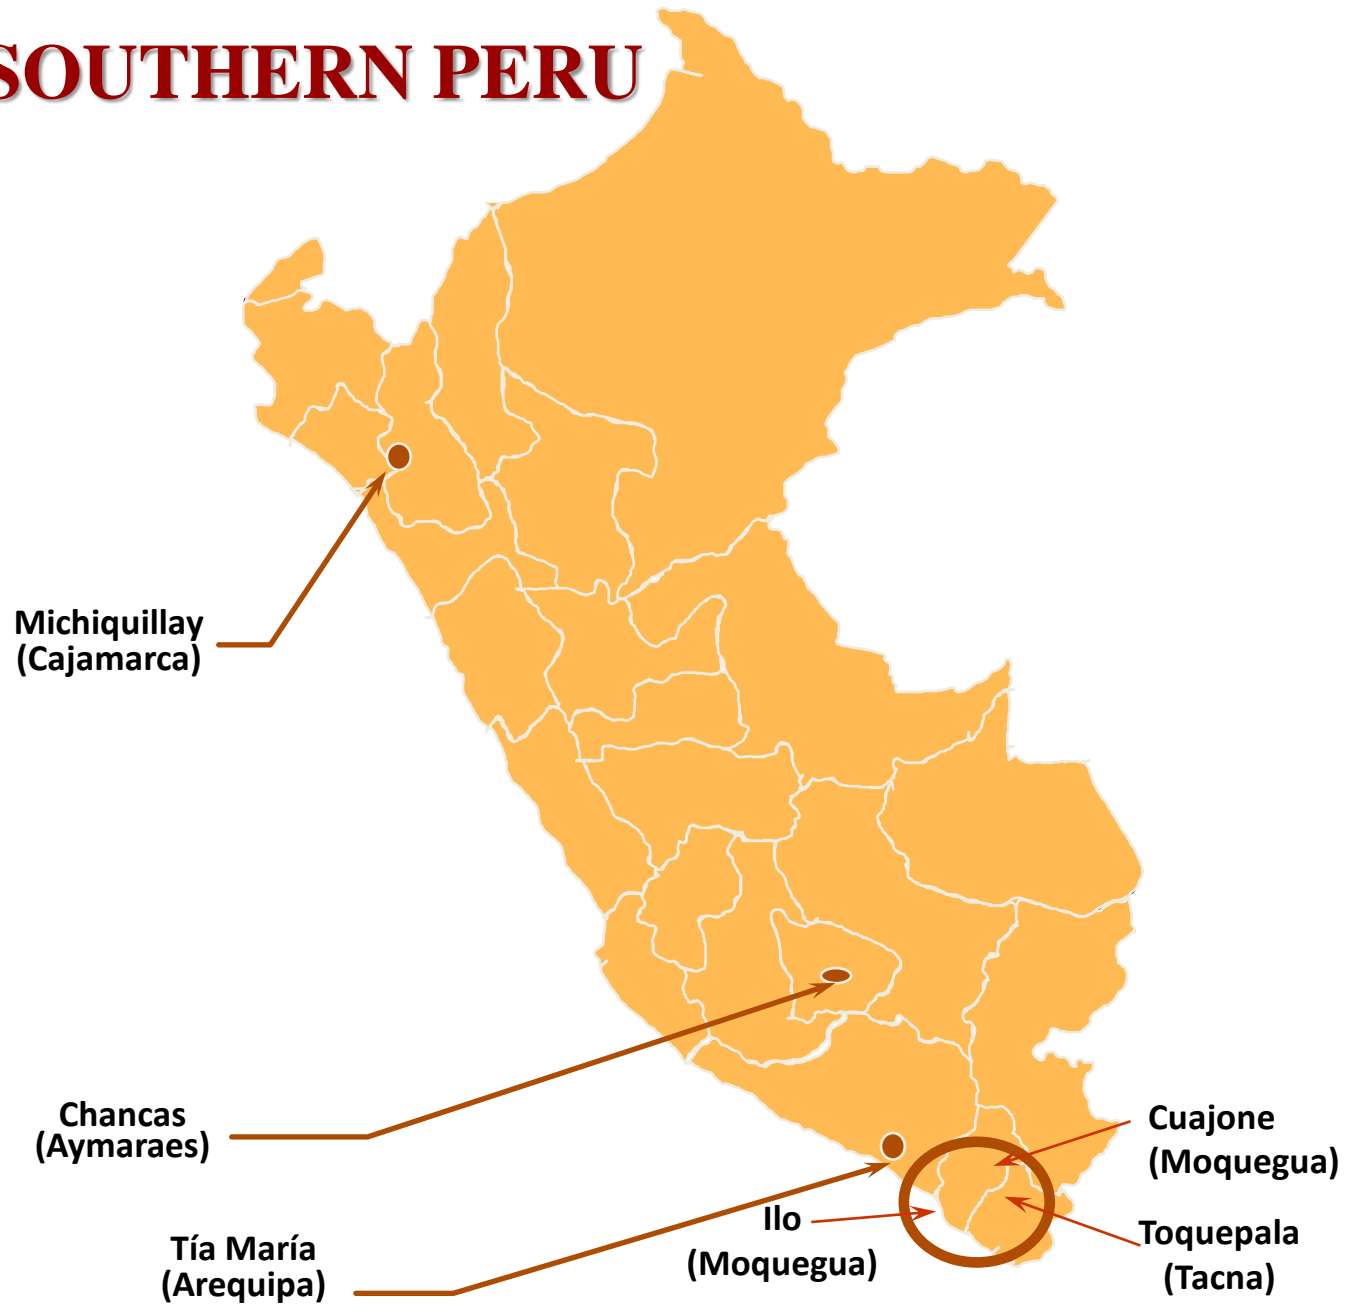 SOUTHERN PERU
Michiquillay
(Cajamarca)
Chancas
(Aymaraes)
Cuajone
(Moquegua)
Ilo
(Moquegua)
Toquepala
(Tacna)
Tía María
(Arequipa)